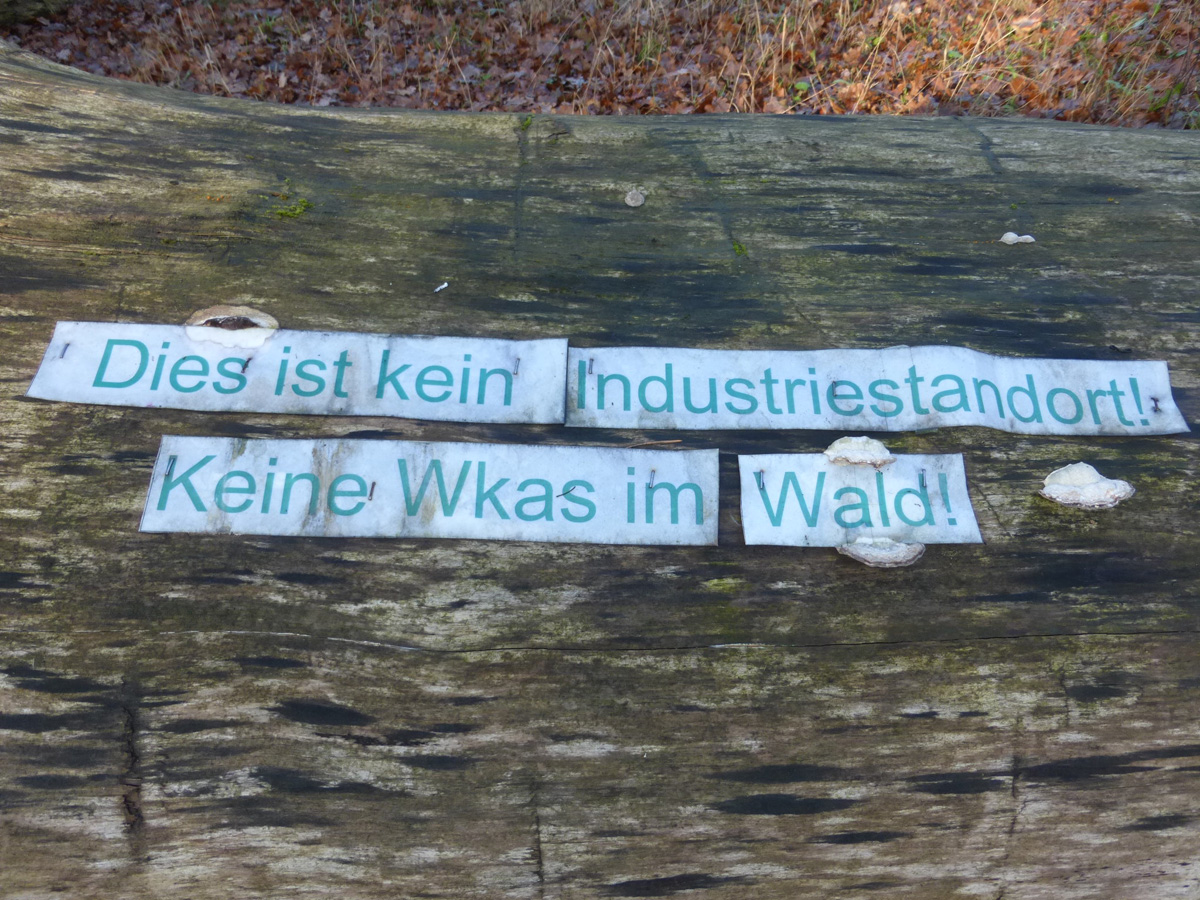 Dies ist kein Industriestandort!
Keine Wkas im Wald!